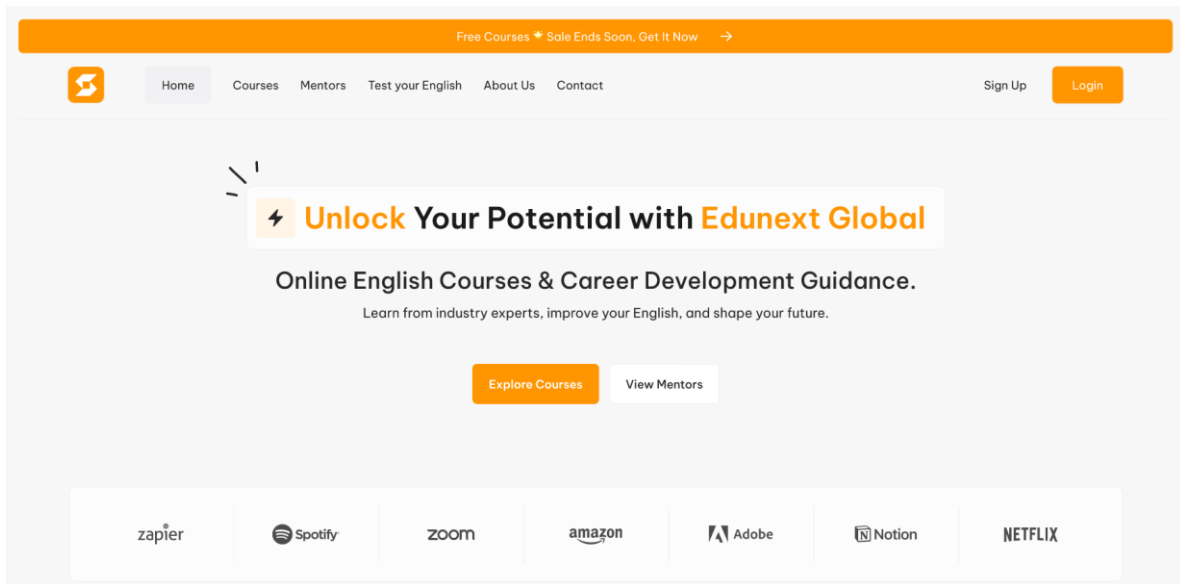 Free Courses 🌟 Sale Ends Soon, Get It Now →
Home Courses Mentors Test your English About Us Contact Sign Up Login
Unlock Your Potential with Edunext Global
Online English Courses & Career Development Guidance.
Learn from industry experts, improve your English, and shape your future.
Explore Courses View Mentors
zapier Spotify zoom amazon Adobe Notion NETFLIX